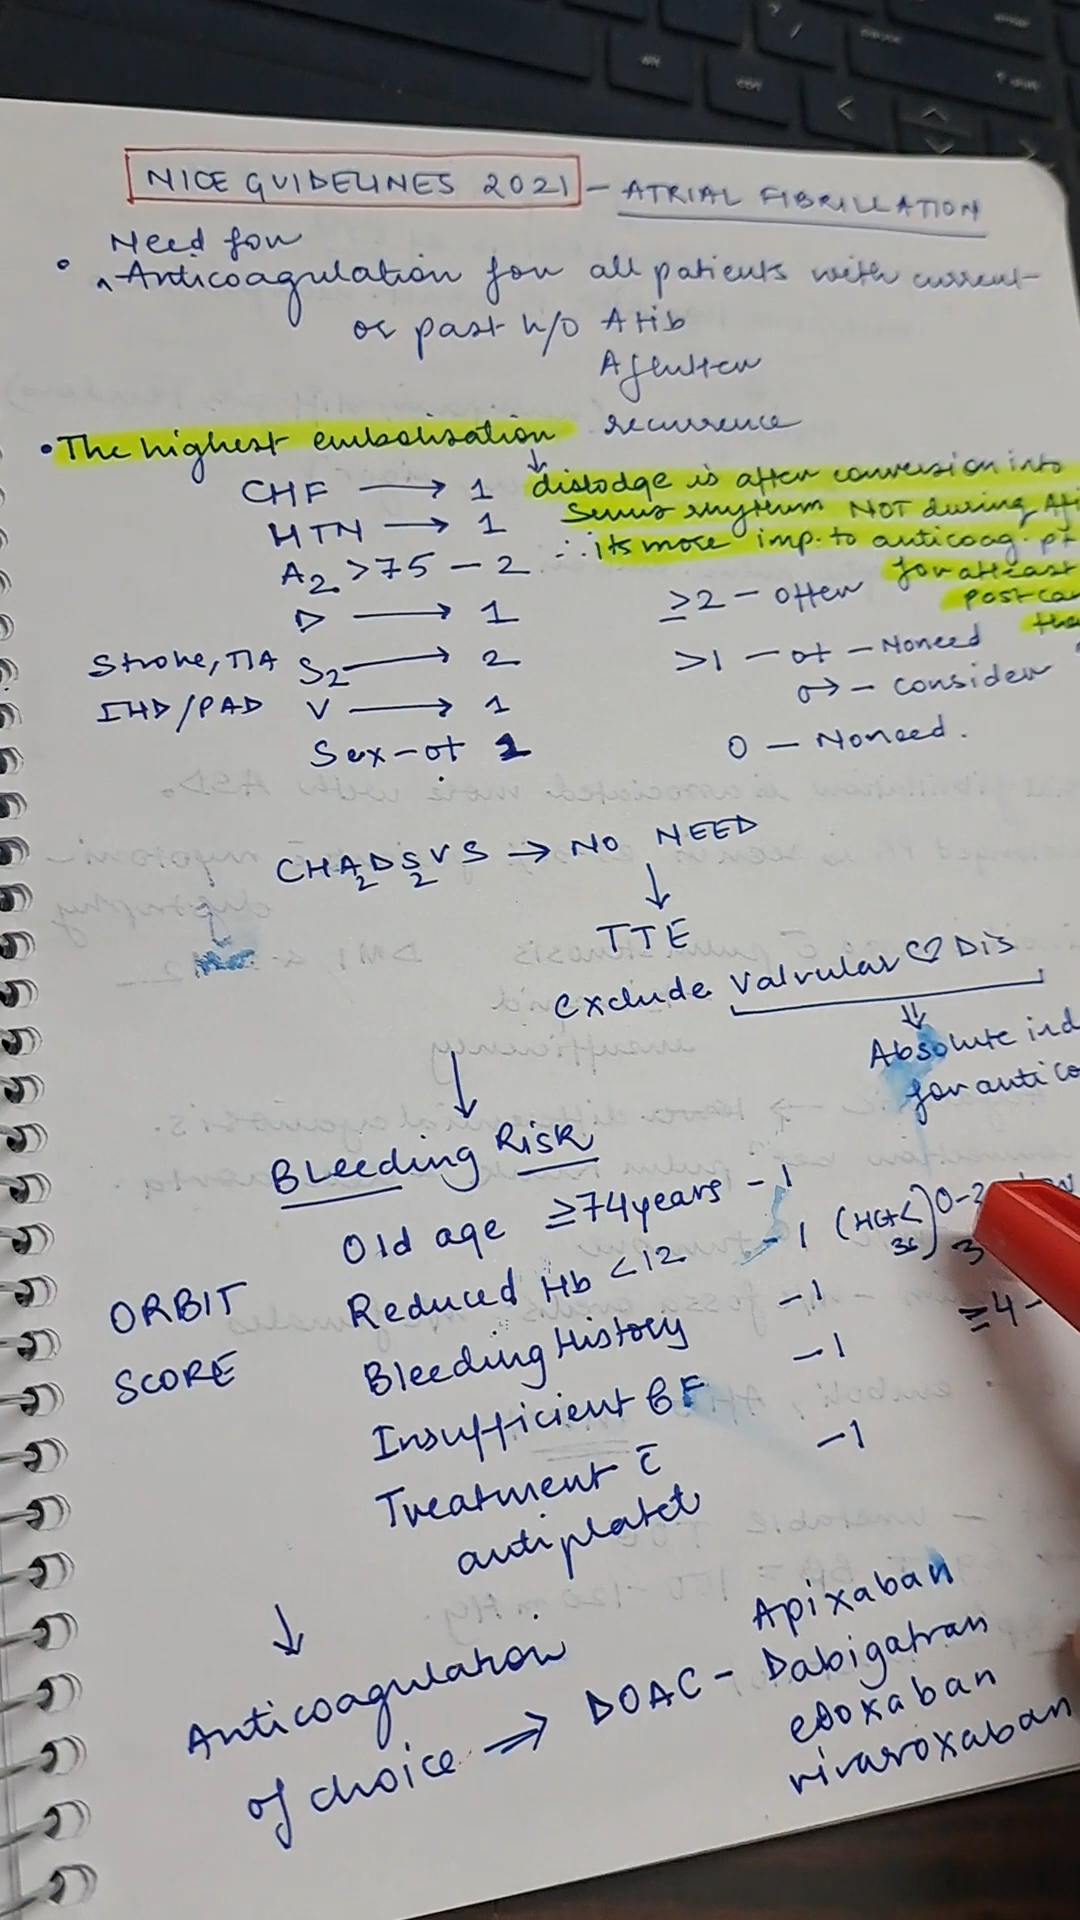 NICE GUIDELINES 2021 - ATRIAL FIBRILLATION
Need for
• Anticoagulation for all patients with current
or past h/o Afib
Aflutter
recurrence
• The highest embolisation
↓
dislodge is after conversion into
Sinus rhythm NOT during Afi
∴ its more imp. to anticoag. pt
for atleast
post ca
the
CHF → 1
HTN → 1
A₂ >75 - 2
D → 1
Stroke, TIA S₂ → 2
IHD/PAD V → 1
Sex - 1
≥2 - offer
>1 - - No need
- consider
0 - No need.
CHA₂DS₂VS → NO NEED
↓
TTE
Exclude Valvular ♡ Dis
⇓
Absolute ind
for antico
↓
Bleeding Risk
ORBIT
SCORE
Old age ≥74years - 1
Reduced Hb <12 - 1 (Hct<
36)
Bleeding History - 1
Insufficient - 1
Treatment c̄ - 1
antiplatet
0-2
3
≥4 -
↓
Anticoagulation
of choice ⇒ DOAC - Apixaban
Dabigatran
edoxaban
rivaroxaban